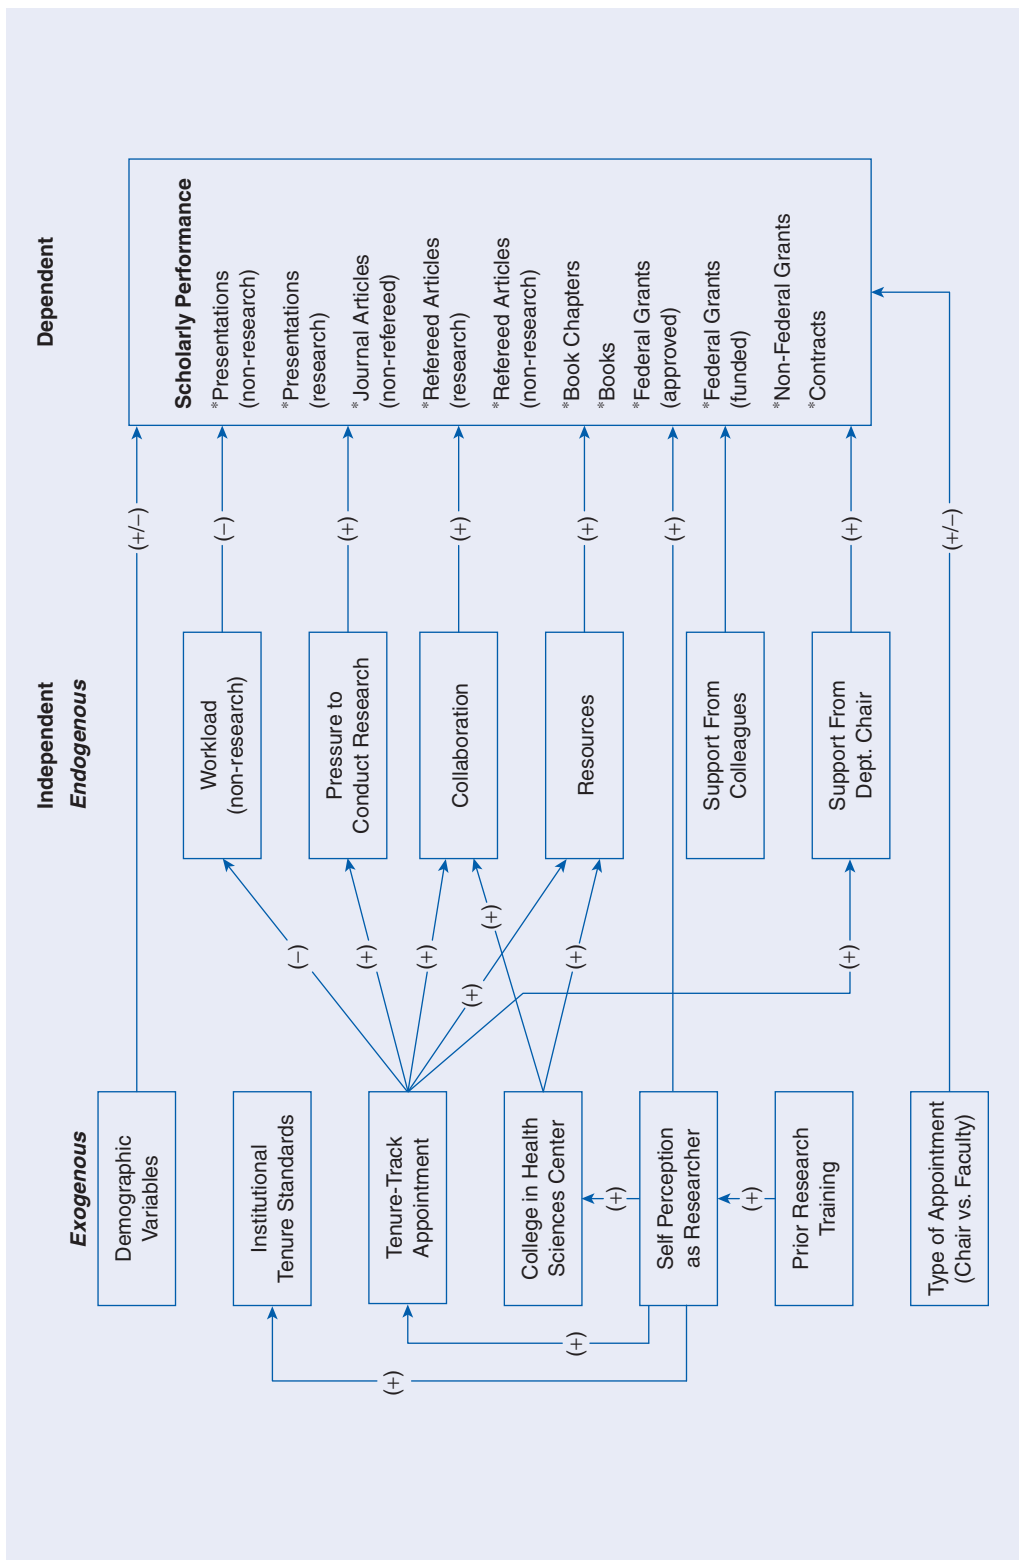 Exogenous
Independent
Endogenous
Dependent
Demographic
Variables
Institutional
Tenure Standards
Tenure-Track
Appointment
College in Health
Sciences Center
Self Perception
as Researcher
Prior Research
Training
Type of Appointment
(Chair vs. Faculty)
(+)
(+)
(+)
(+)
(−)
(+)
(+)
(+)
(+)
(+)
(+)
Workload
(non-research)
Pressure to
Conduct Research
Collaboration
Resources
Support From
Colleagues
Support From
Dept. Chair
(+/−)
(−)
(+)
(+)
(+)
(+)
(+)
(+/−)
Scholarly Performance
*Presentations
(non-research)
*Presentations
(research)
*Journal Articles
(non-refereed)
*Refereed Articles
(research)
*Refereed Articles
(non-research)
*Book Chapters
*Books
*Federal Grants
(approved)
*Federal Grants
(funded)
*Non-Federal Grants
*Contracts